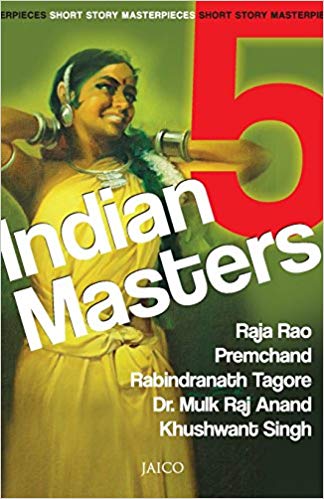 ERPIECES SHORT STORY MASTERPIECES SHORT STORY MASTERPIE
5
Indian
Masters
Raja Rao
Premchand
Rabindranath Tagore
Dr. Mulk Raj Anand
Khushwant Singh
JAICO